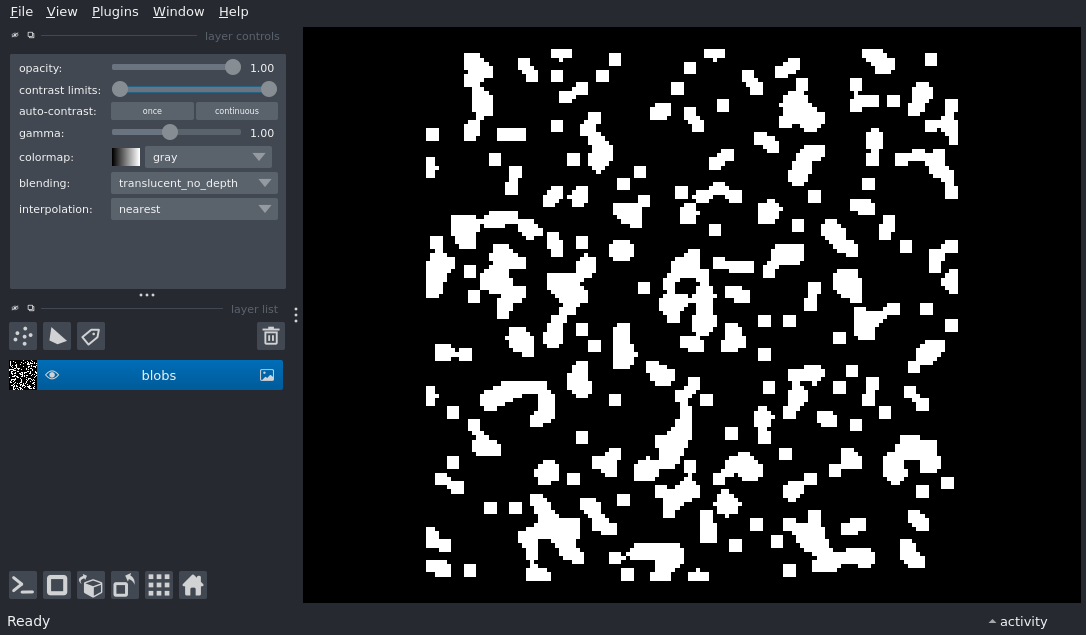 File View Plugins Window Help
layer controls
opacity: 1.00
contrast limits:
auto-contrast: once continuous
gamma: 1.00
colormap: gray
blending: translucent_no_depth
interpolation: nearest
layer list
blobs
Ready
activity